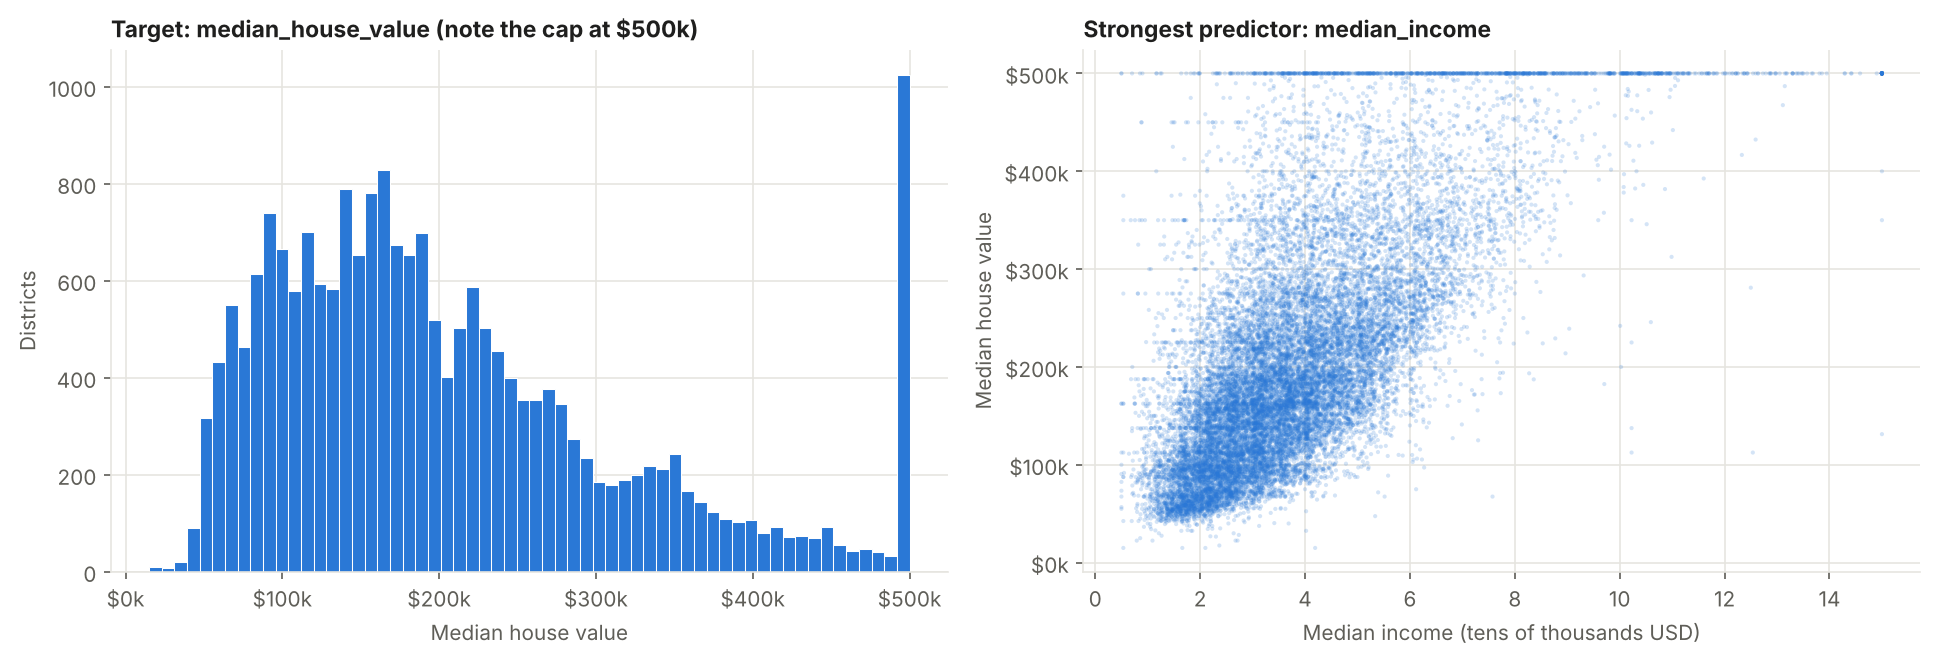 Target: median_house_value (note the cap at $500k)
1000
800
600
400
200
0
Districts
$0k
$100k
$200k
$300k
$400k
$500k
Median house value
Strongest predictor: median_income
$500k
$400k
$300k
$200k
$100k
$0k
Median house value
0
2
4
6
8
10
12
14
Median income (tens of thousands USD)